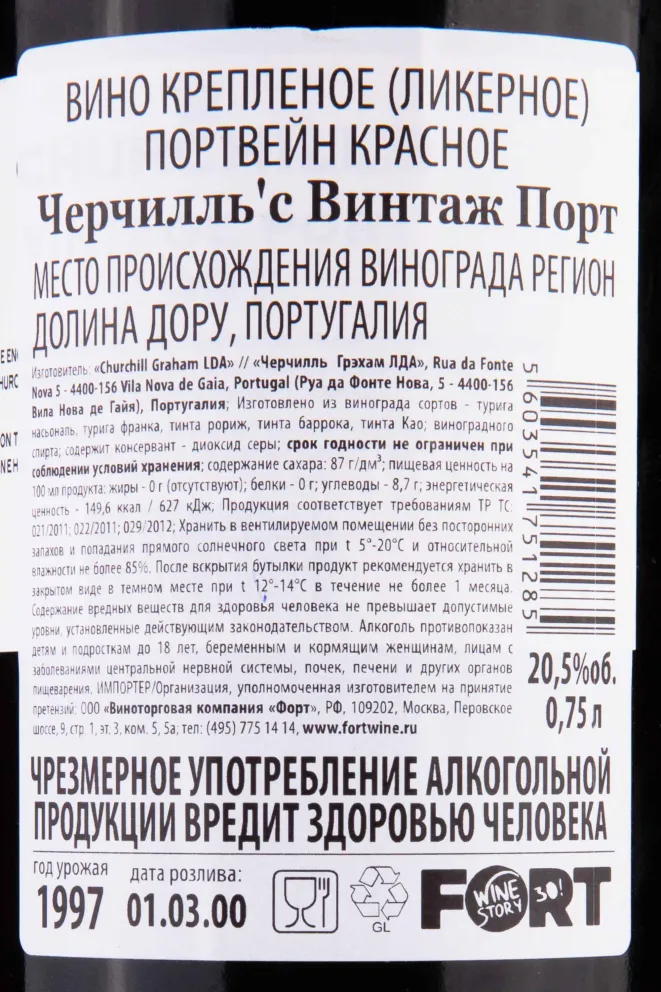 ВИНО КРЕПЛЕНОЕ (ЛИКЕРНОЕ)
ПОРТВЕЙН КРАСНОЕ
Черчилль'с Винтаж Порт
МЕСТО ПРОИСХОЖДЕНИЯ ВИНОГРАДА РЕГИОН
ДОЛИНА ДОРУ, ПОРТУГАЛИЯ
Изготовитель: «Churchill Graham LDA» // «Черчилль Грэхам ЛДА», Rua da Fonte
Nova 5 - 4400-156 Vila Nova de Gaia, Portugal (Руа да Фонте Нова, 5 - 4400-156
Вила Нова де Гайя), Португалия; Изготовлено из винограда сортов - турига
насьональ, турига франка, тинта рориж, тинта баррока, тинта Као; виноградного
спирта; содержит консервант - диоксид серы; срок годности не ограничен при
соблюдении условий хранения; содержание сахара: 87 г/дм³; пищевая ценность на
100 мл продукта: жиры - 0 г (отсутствуют); белки - 0 г; углеводы - 8,7 г; энергетическая
ценность - 149,6 ккал / 627 кДж; Продукция соответствует требованиям ТР ТС:
021/2011; 022/2011; 029/2012; Хранить в вентилируемом помещении без посторонних
запахов и попадания прямого солнечного света при t 5°-20°С и относительной
влажности не более 85%. После вскрытия бутылки продукт рекомендуется хранить в
закрытом виде в темном месте при t 12°-14°С в течение не более 1 месяца.
Содержание вредных веществ для здоровья человека не превышает допустимые
уровни, установленные действующим законодательством. Алкоголь противопоказан
детям и подросткам до 18 лет, беременным и кормящим женщинам, лицам с
заболеваниями центральной нервной системы, почек, печени и других органов
пищеварения. ИМПОРТЕР/Организация, уполномоченная изготовителем на принятие
претензий: ООО «Виноторговая компания «Форт», РФ, 109202, Москва, Перовское
шоссе, 9, стр. 1, эт. 3, ком. 5, 5а; тел: (495) 775 14 14, www.fortwine.ru
5 603541 751285
20,5%об.
0,75 л
ЧРЕЗМЕРНОЕ УПОТРЕБЛЕНИЕ АЛКОГОЛЬНОЙ
ПРОДУКЦИИ ВРЕДИТ ЗДОРОВЬЮ ЧЕЛОВЕКА
год урожая
1997
дата розлива:
01.03.00
GL
FORT
WINE
STORY
30!